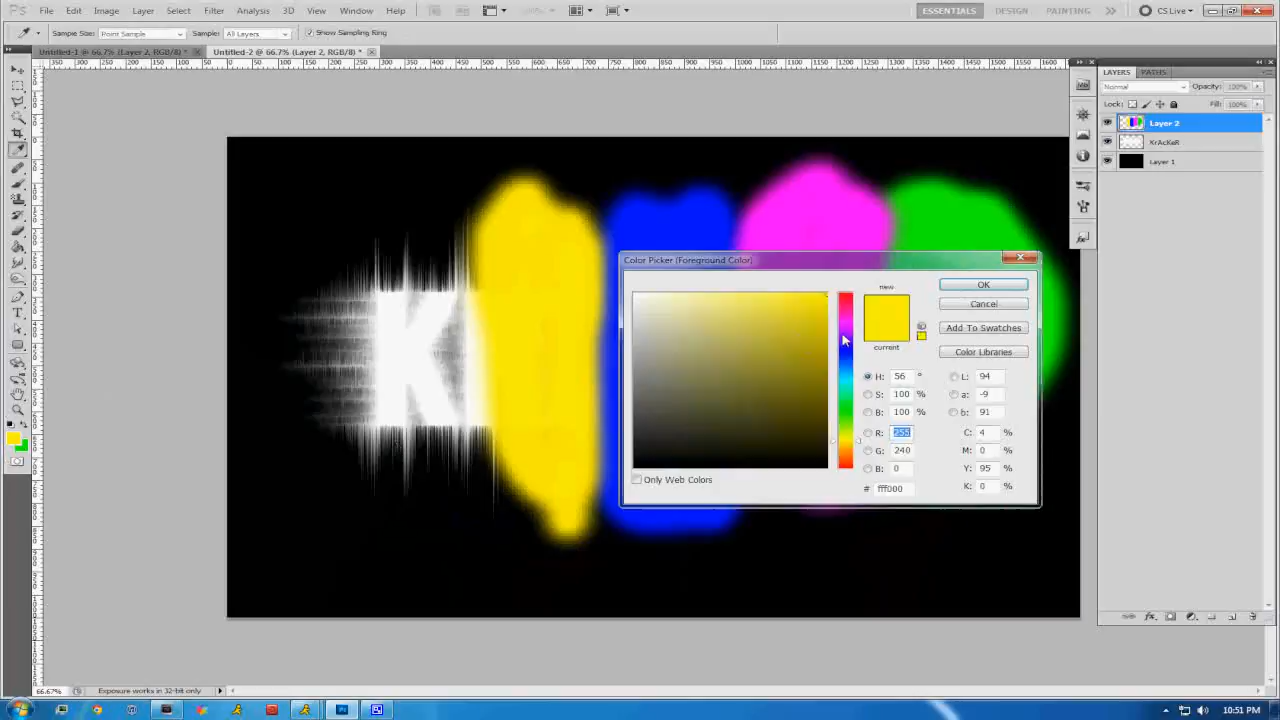 PS File Edit Image Layer Select Filter Analysis 3D View Window Help
66.7%
ESSENTIALS DESIGN PAINTING >> CS Live
Sample Size: Point Sample Sample: All Layers Show Sampling Ring
Untitled-1 @ 66.7% (Layer 2, RGB/8) * Untitled-2 @ 66.7% (Layer 2, RGB/8) *
LAYERS PATHS
Normal Opacity: 100%
Lock: Fill: 100%
Layer 2
KrAcKeR
Layer 1
K
Color Picker (Foreground Color)
new
current
OK
Cancel
Add To Swatches
Color Libraries
H: 56 ° L: 94
S: 100 % a: -9
B: 100 % b: 91
R: 255 C: 4 %
G: 240 M: 0 %
B: 0 Y: 95 %
# fff000 K: 0 %
Only Web Colors
66.67% Exposure works in 32-bit only
10:51 PM